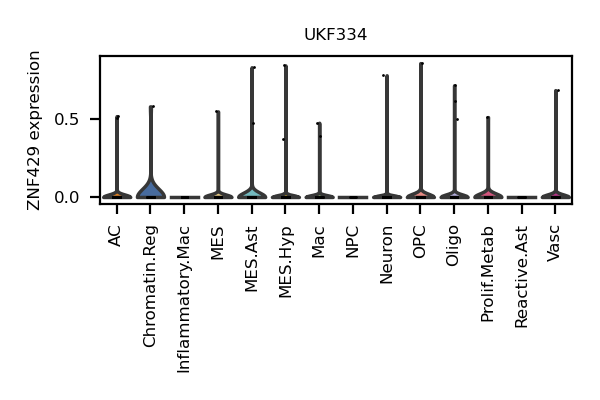 UKF334
ZNF429 expression
0.5
0.0
AC
Chromatin.Reg
Inflammatory.Mac
MES
MES.Ast
MES.Hyp
Mac
NPC
Neuron
OPC
Oligo
Prolif.Metab
Reactive.Ast
Vasc